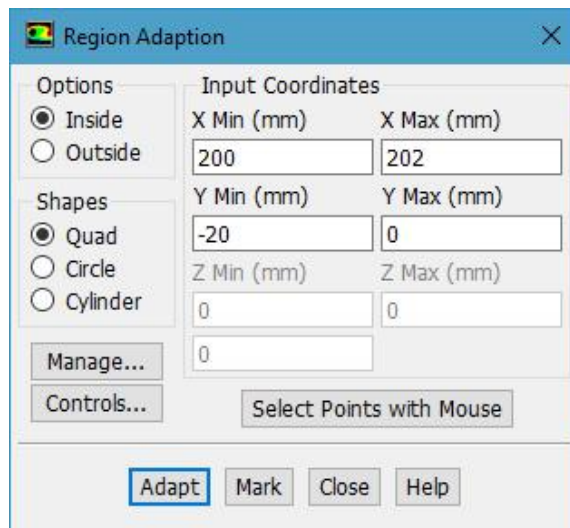 Region Adaption
Options
Inside
Outside
Shapes
Quad
Circle
Cylinder
Manage...
Controls...
Input Coordinates
X Min (mm) X Max (mm)
200 202
Y Min (mm) Y Max (mm)
-20 0
Z Min (mm) Z Max (mm)
0 0
0
Select Points with Mouse
Adapt Mark Close Help